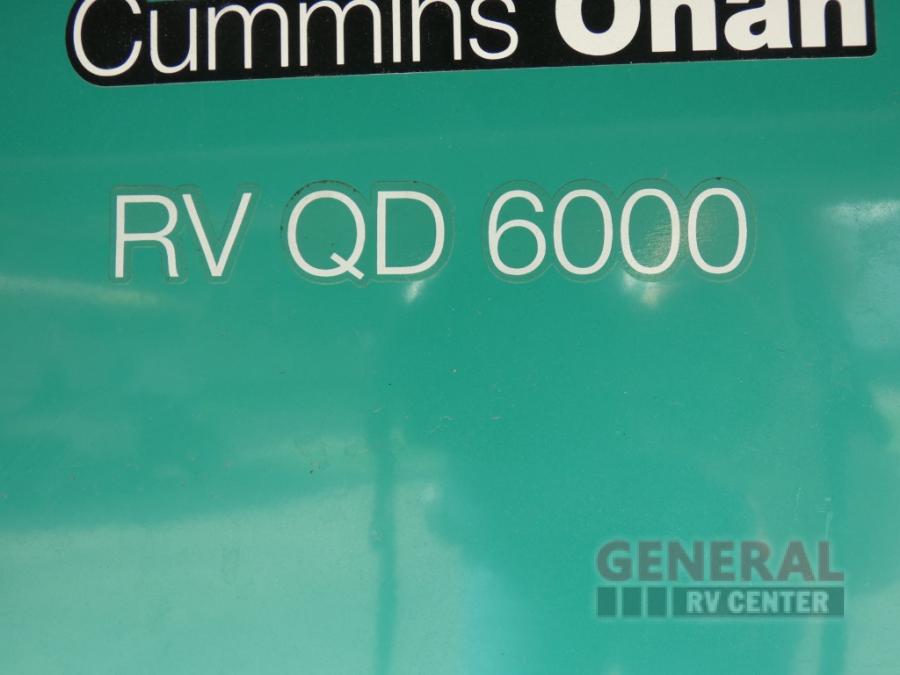 Cummins Onan
RV QD 6000
GENERAL
RV CENTER